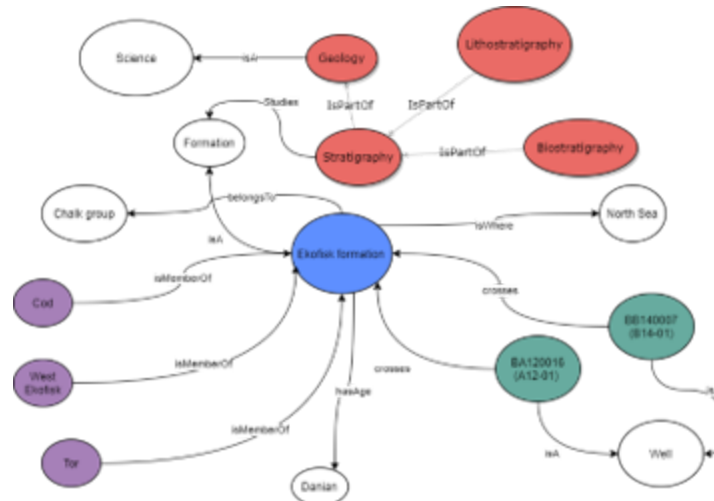 Lithostratigraphy
Science
isA
Geology
IsPartOf
IsPartOf
Studies
Formation
Stratigraphy
IsPartOf
Biostratigraphy
belongsTo
Chalk group
North Sea
isWhere
isA
Ekofisk formation
isMemberOf
crosses
Cod
BB140007
(B14-01)
isMemberOf
crosses
BA120016
(A12-01)
West
Ekofisk
hasAge
isMemberOf
isA
Well
Tor
Danian